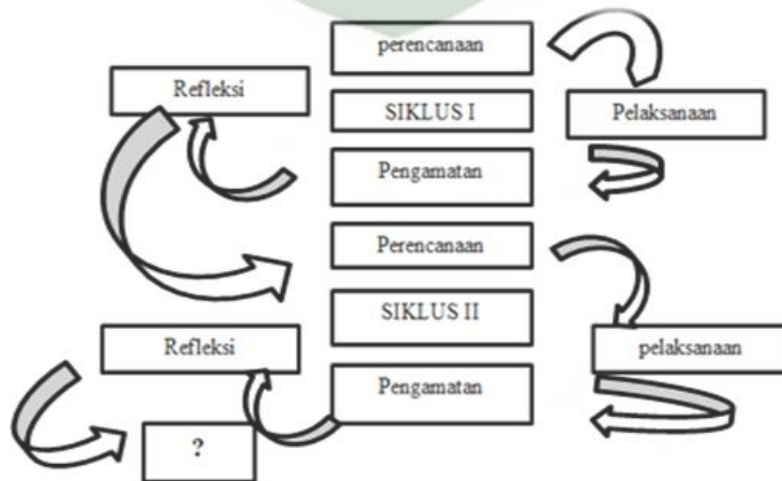 perencanaan
Refleksi
SIKLUS I
Pelaksanaan
Pengamatan
Perencanaan
SIKLUS II
Refleksi
pelaksanaan
Pengamatan
?